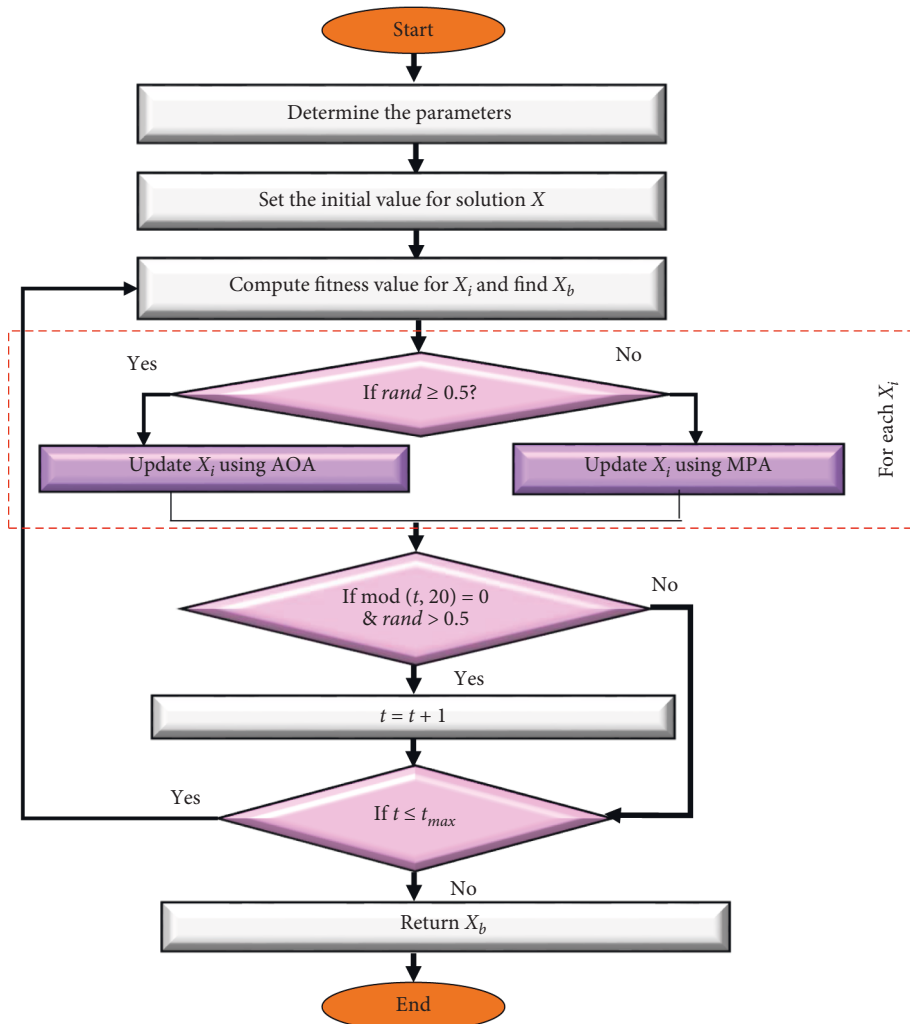 Start
Determine the parameters
Set the initial value for solution X
Compute fitness value for X_i and find X_b
Yes
No
If rand ≥ 0.5?
For each X_i
Update X_i using AOA
Update X_i using MPA
If mod (t, 20) = 0
& rand > 0.5
No
Yes
t = t + 1
Yes
If t ≤ t_max
No
Return X_b
End